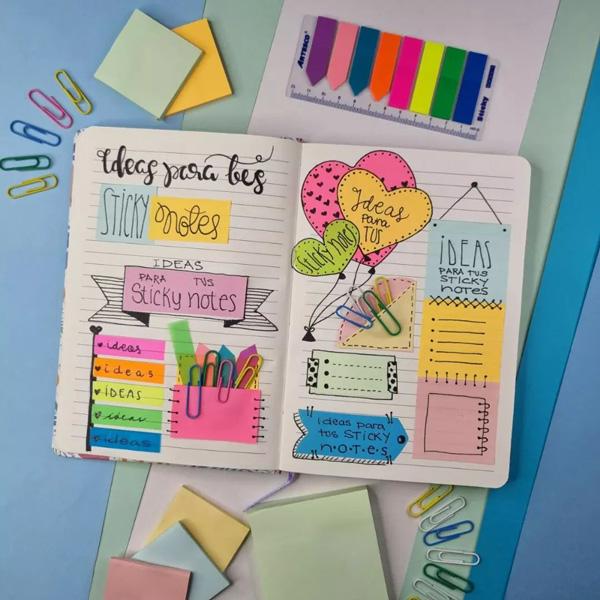 Ideas para tus
STICKY notes
IDEAS
PARA TUS
Sticky notes
ideas
ideas
IDEAS
ideas
ideas
ARTESCO
Sticky
Ideas
para
TUS
Sticky notes
IDEAS
PARA TUS
STICKY
notes
Ideas para
tus STICKY
N·O·T·E·S